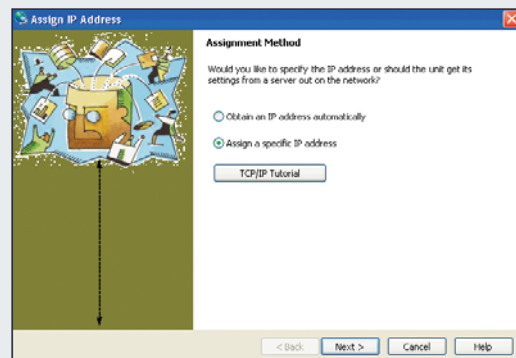 Assign IP Address
Assignment Method
Would you like to specify the IP address or should the unit get its
settings from a server out on the network?
Obtain an IP address automatically
Assign a specific IP address
TCP/IP Tutorial
< Back Next > Cancel Help